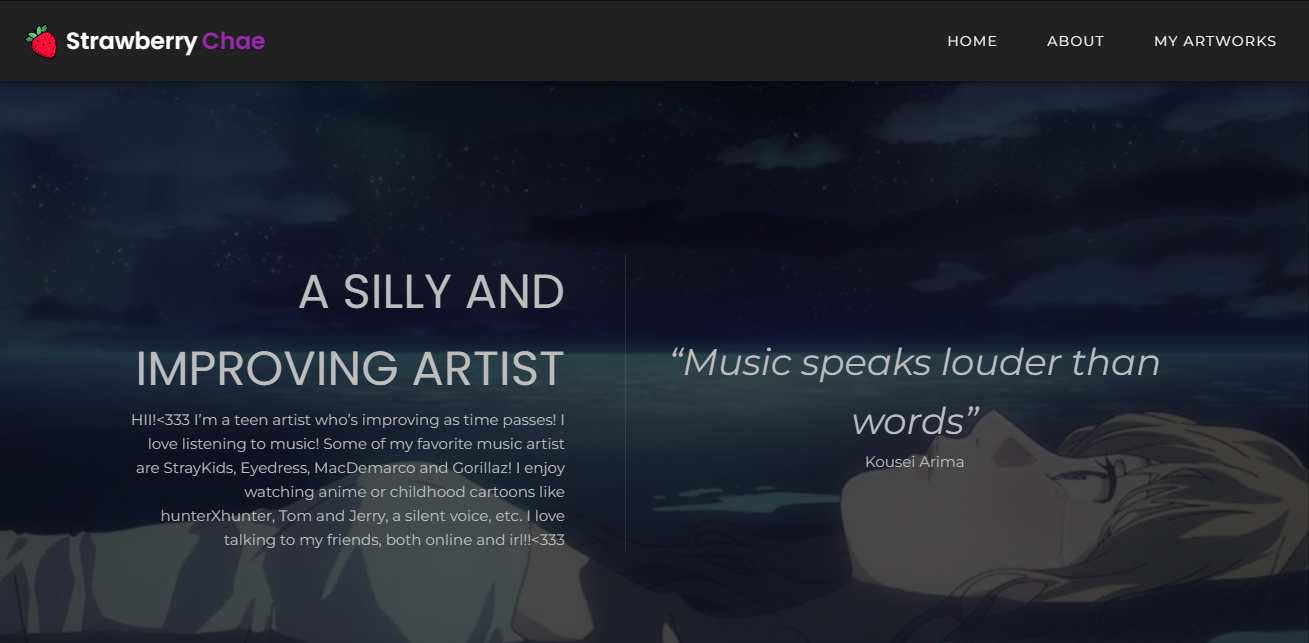 Strawberry Chae
HOME ABOUT MY ARTWORKS
A SILLY AND
IMPROVING ARTIST
HII!<333 I’m a teen artist who’s improving as time passes! I
love listening to music! Some of my favorite music artist
are StrayKids, Eyedress, MacDemarco and Gorillaz! I enjoy
watching anime or childhood cartoons like
hunterXhunter, Tom and Jerry, a silent voice, etc. I love
talking to my friends, both online and irl!!<333
“Music speaks louder than
words”
Kousei Arima